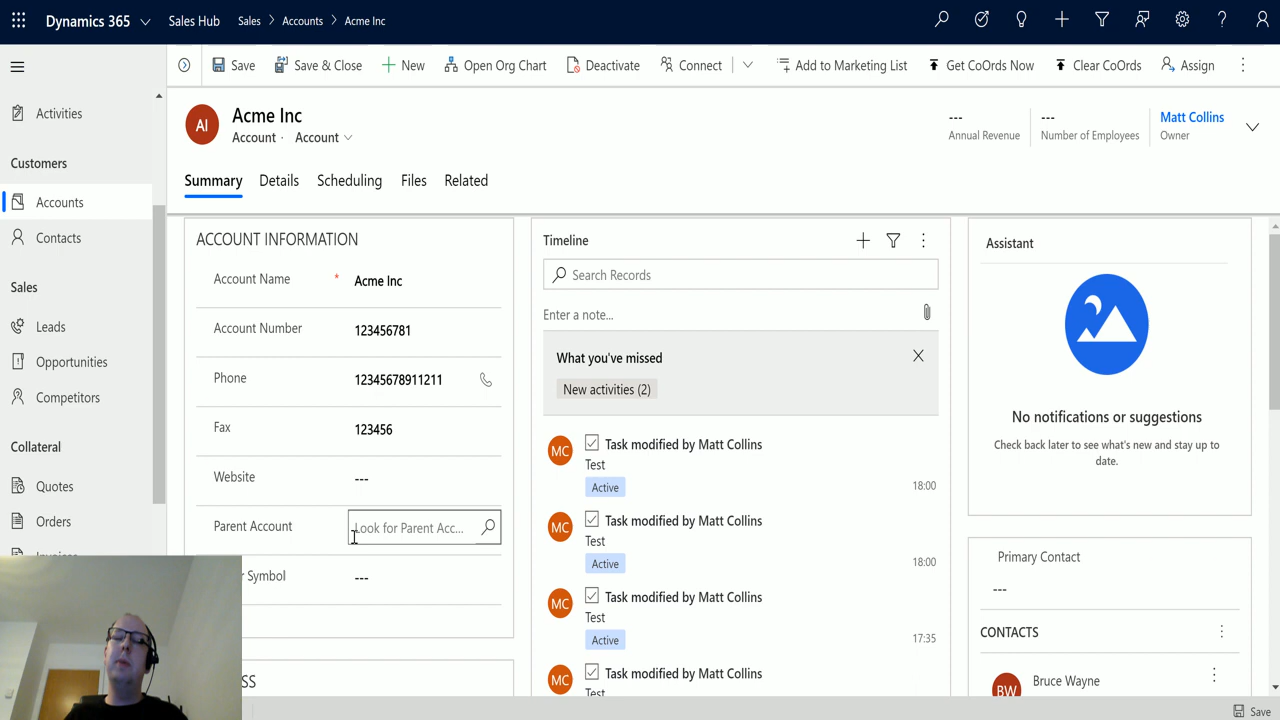 Dynamics 365
Sales Hub
Sales > Accounts > Acme Inc
Save
Save & Close
New
Open Org Chart
Deactivate
Connect
Add to Marketing List
Get CoOrds Now
Clear CoOrds
Assign
Activities
Customers
Accounts
Contacts
Sales
Leads
Opportunities
Competitors
Collateral
Quotes
Orders
AI
Acme Inc
Account · Account
---
Annual Revenue
---
Number of Employees
Matt Collins
Owner
Summary
Details
Scheduling
Files
Related
ACCOUNT INFORMATION
Account Name * Acme Inc
Account Number 123456781
Phone 12345678911211
Fax 123456
Website ---
Parent Account Look for Parent Acc...
Symbol ---
SS
Timeline
Search Records
Enter a note...
What you've missed
New activities (2)
MC
Task modified by Matt Collins
Test
Active
18:00
MC
Task modified by Matt Collins
Test
Active
18:00
MC
Task modified by Matt Collins
Test
Active
17:35
MC
Task modified by Matt Collins
Test
Assistant
No notifications or suggestions
Check back later to see what's new and stay up to
date.
Primary Contact
---
CONTACTS
BW
Bruce Wayne
Save